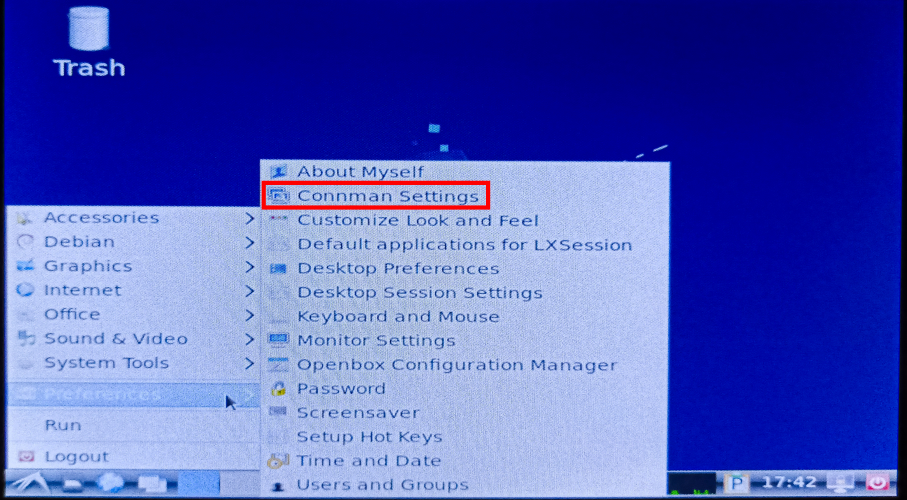 Trash
About Myself
Connman Settings
Customize Look and Feel
Default applications for LXSession
Desktop Preferences
Desktop Session Settings
Keyboard and Mouse
Monitor Settings
Openbox Configuration Manager
Password
Screensaver
Setup Hot Keys
Time and Date
Users and Groups
Accessories
Debian
Graphics
Internet
Office
Sound & Video
System Tools
Preferences
Run
Logout
P
17:42